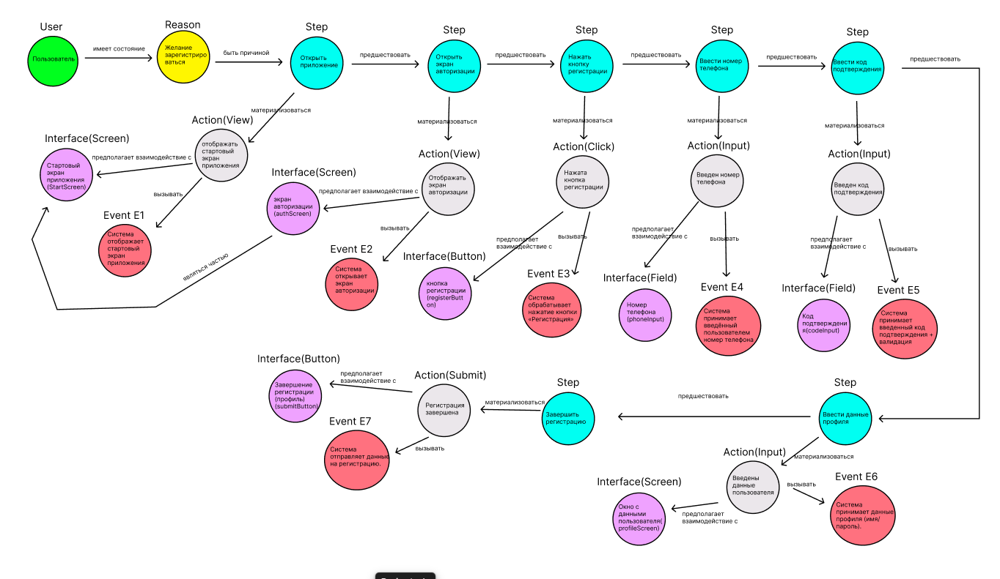 User
Пользователь
имеет состояние
Reason
Желание
зарегистриро
ваться
быть причиной
Step
Открыть
приложение
предшествовать
Step
Открыть
экран
авторизации
предшествовать
Step
Нажать
кнопку
регистрации
предшествовать
Step
Ввести номер
телефона
предшествовать
Step
Ввести код
подтверждения
предшествовать
материализоваться
материализоваться
материализоваться
материализоваться
материализоваться
Action(View)
отображать
стартовый
экран
приложения
предполагает взаимодействие с
Interface(Screen)
Стартовый
экран
приложения
(StartScreen)
вызывать
Event E1
Система
отображает
стартовый
экран
приложения
Action(View)
Отображать
экран
авторизации
предполагает взаимодействие с
Interface(Screen)
экран
авторизации
(authScreen)
являться частью
вызывать
Event E2
Система
открывает
экран
авторизации
Action(Click)
Нажата
кнопка
регистрации
предполагает
взаимодействие с
Interface(Button)
кнопка
регистрации
(registerButt
on)
вызывать
Event E3
Система
обрабатывает
нажатие кнопки
«Регистрация»
Action(Input)
Введен номер
телефона
предполагает
взаимодействие с
Interface(Field)
Номер
телефона
(phoneInput)
вызывать
Event E4
Система
принимает
введённый
пользователем
номер телефона
Action(Input)
Введен код
подтверждения
предполагает
взаимодействие с
Interface(Field)
Код
подтверждени
я(codeInput)
вызывать
Event E5
Система
принимает
введенный код
подтверждения +
валидация
Step
Ввести данные
профиля
предшествовать
Step
Завершить
регистрацию
материализоваться
Action(Submit)
Регистрация
завершена
предполагает
взаимодействие с
Interface(Button)
Завершение
регистрации
(профиль)
(submitButton)
вызывать
Event E7
Система
отправляет данные
на регистрацию.
материализоваться
Action(Input)
Введены
данные
пользователя
вызывать
Event E6
Система
принимает данные
профиля (имя/
пароль).
предполагает
взаимодействие с
Interface(Screen)
Окно с
данными
пользователя(
profileScreen)